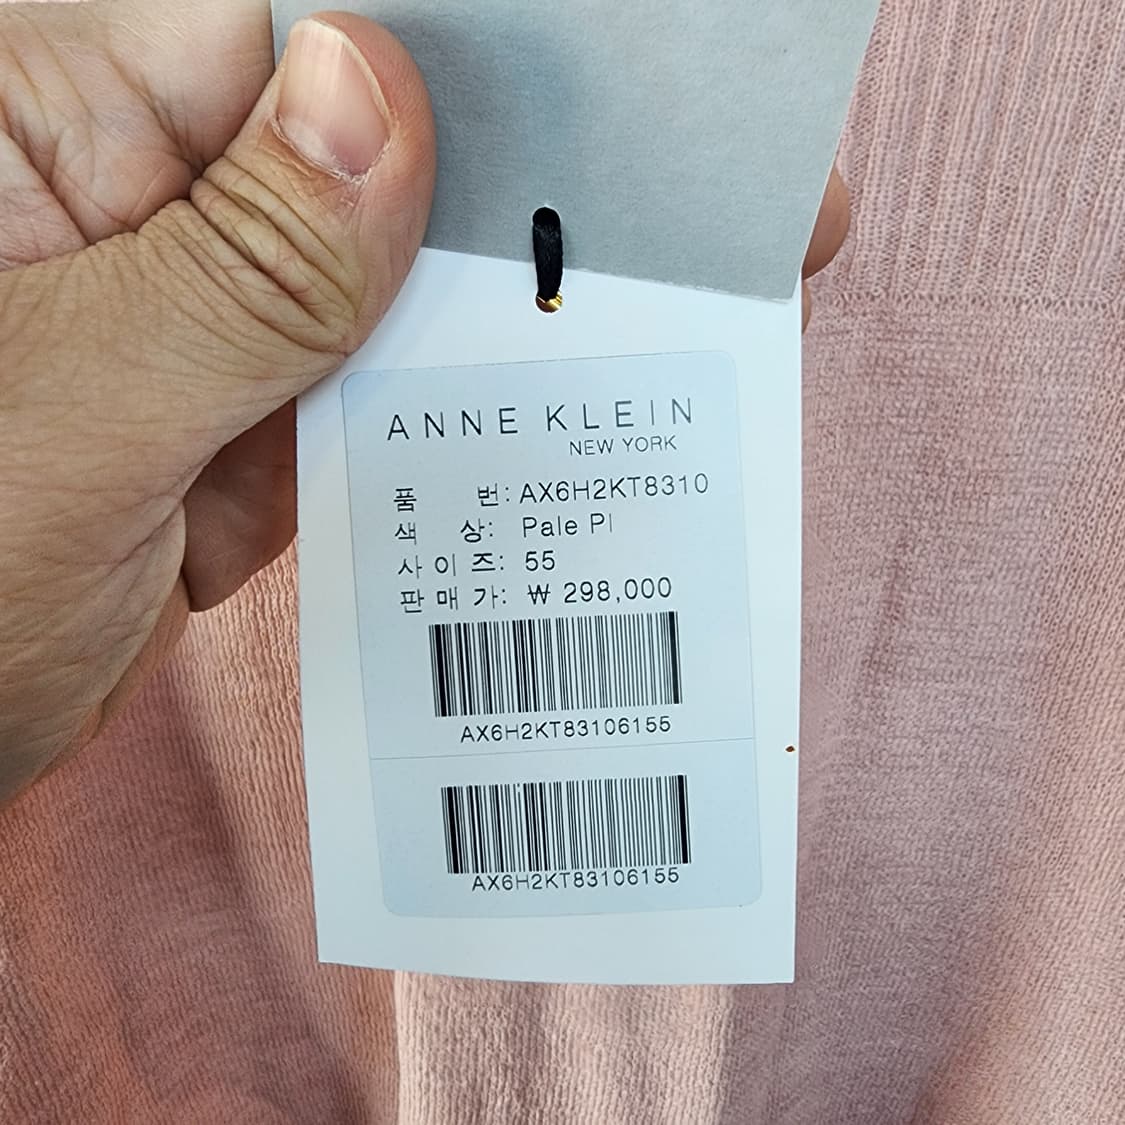 ANNE KLEIN
NEW YORK
품 번: AX6H2KT8310
색 상: Pale PI
사 이 즈: 55
판 매 가: ₩ 298,000
AX6H2KT83106155
AX6H2KT83106155